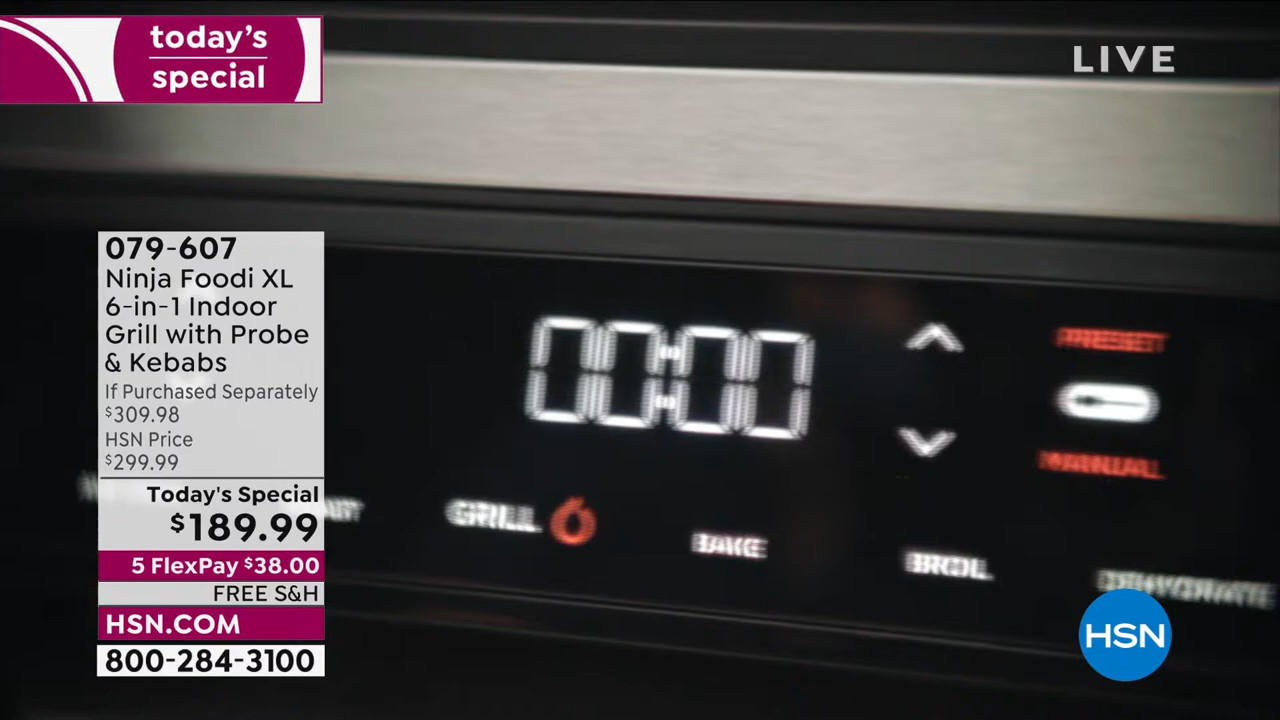 today's
special
LIVE
079-607
Ninja Foodi XL
6-in-1 Indoor
Grill with Probe
& Kebabs
If Purchased Separately
$309.98
HSN Price
$299.99
Today's Special
$189.99
5 FlexPay $38.00
FREE S&H
HSN.COM
800-284-3100
00:00
PRESET
MANUAL
GRILL
BAKE
BROIL
DEHYDRATE
HSN